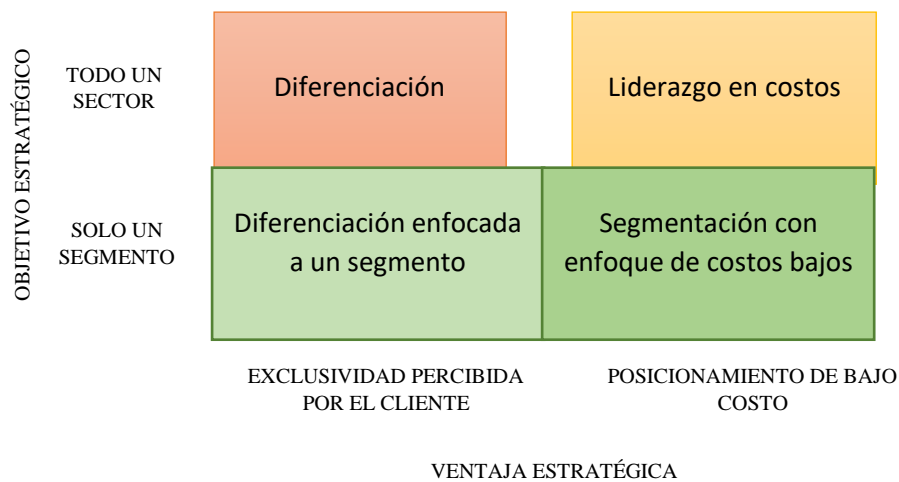 OBJETIVO ESTRATÉGICO
TODO UN
SECTOR
Diferenciación
Liderazgo en costos
SOLO UN
SEGMENTO
Diferenciación enfocada
a un segmento
Segmentación con
enfoque de costos bajos
EXCLUSIVIDAD PERCIBIDA
POR EL CLIENTE
POSICIONAMIENTO DE BAJO
COSTO
VENTAJA ESTRATÉGICA